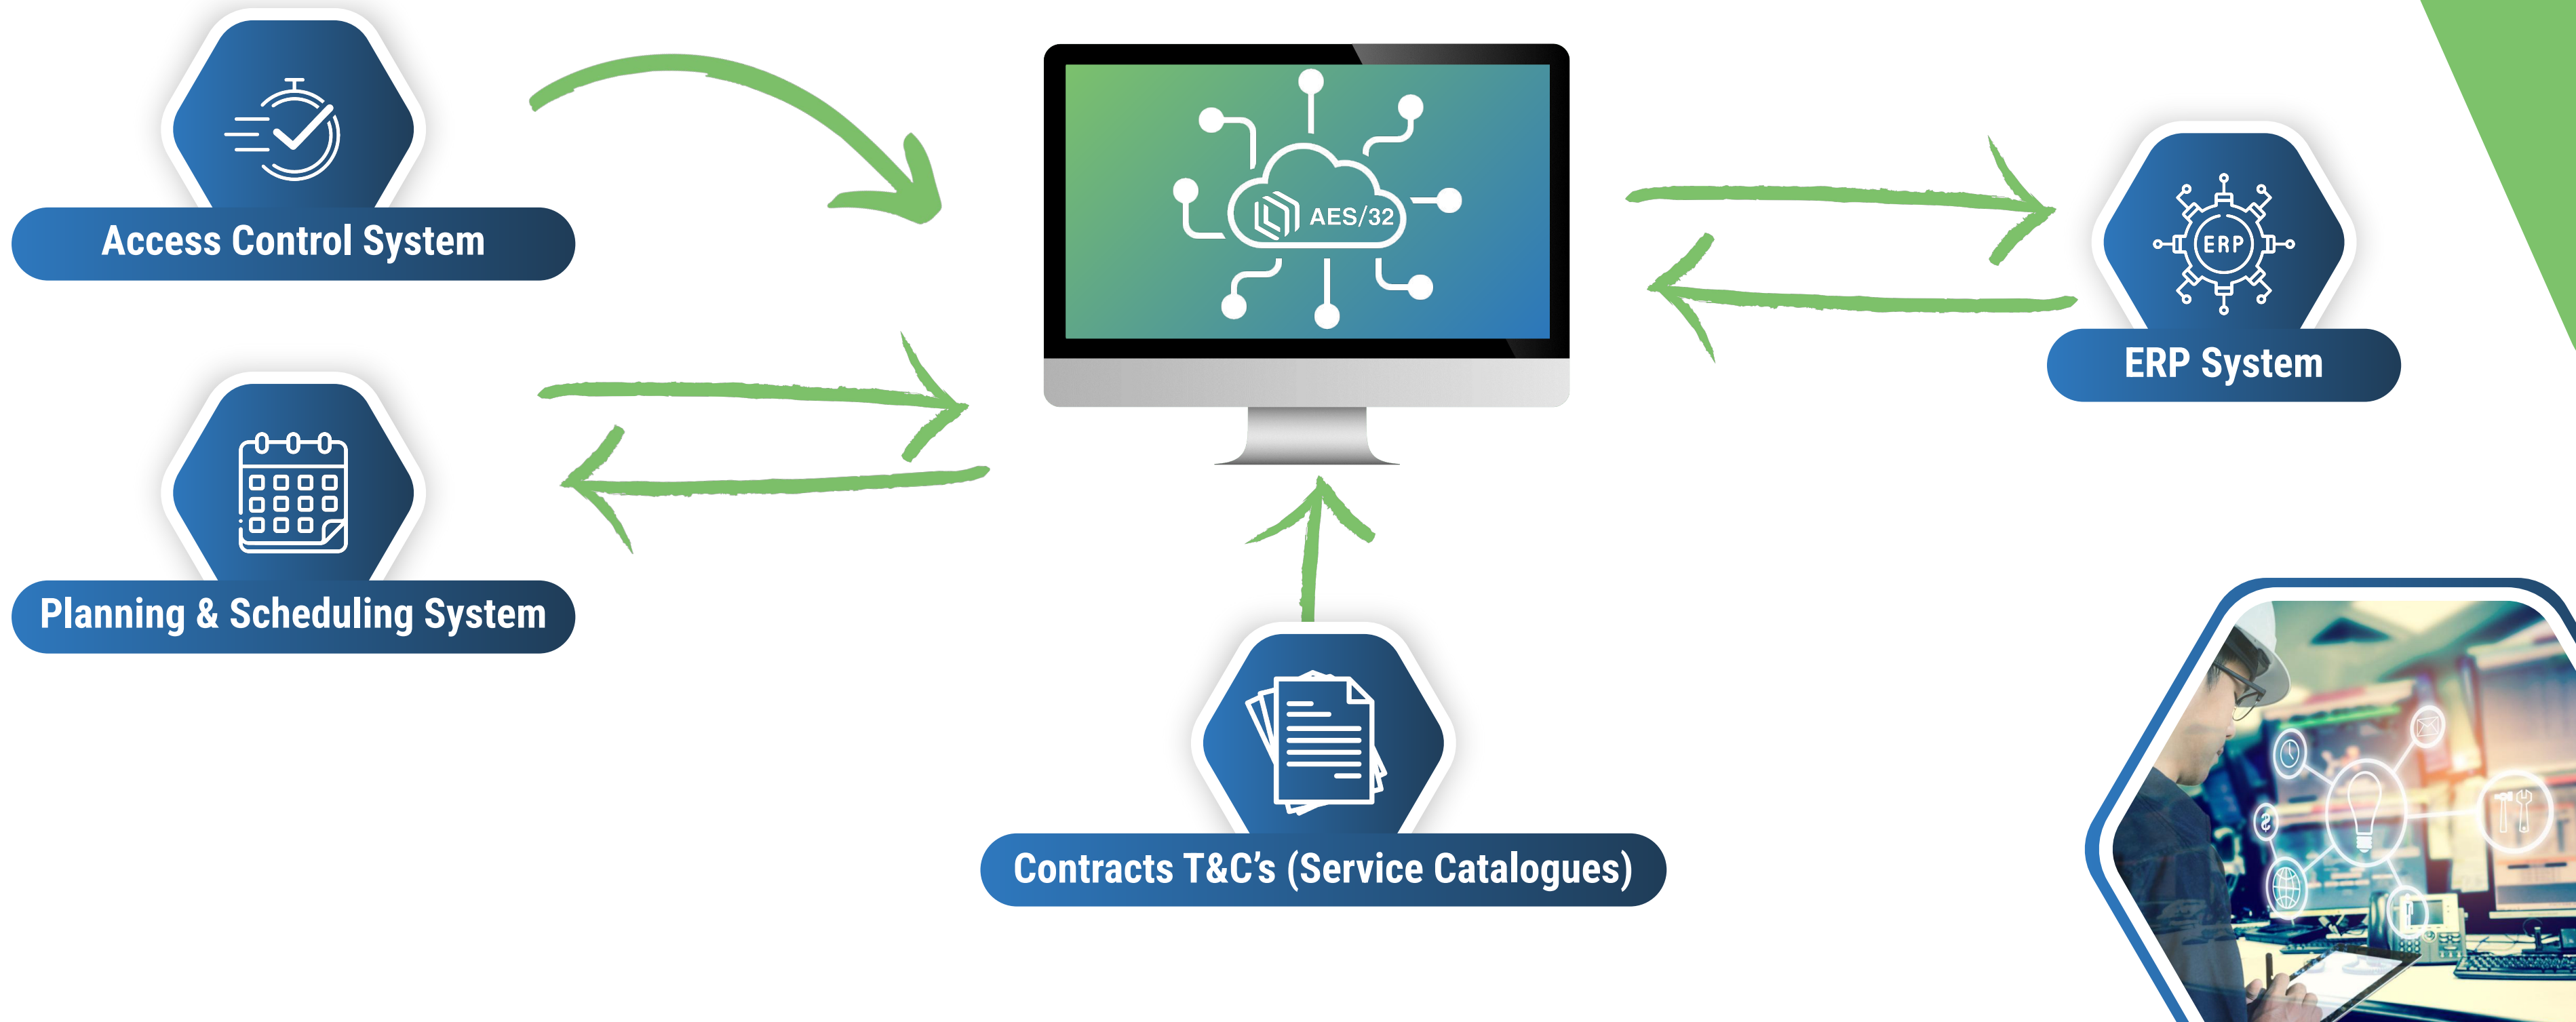 Access Control System
AES/32
ERP
ERP System
Planning & Scheduling System
Contracts T&C’s (Service Catalogues)